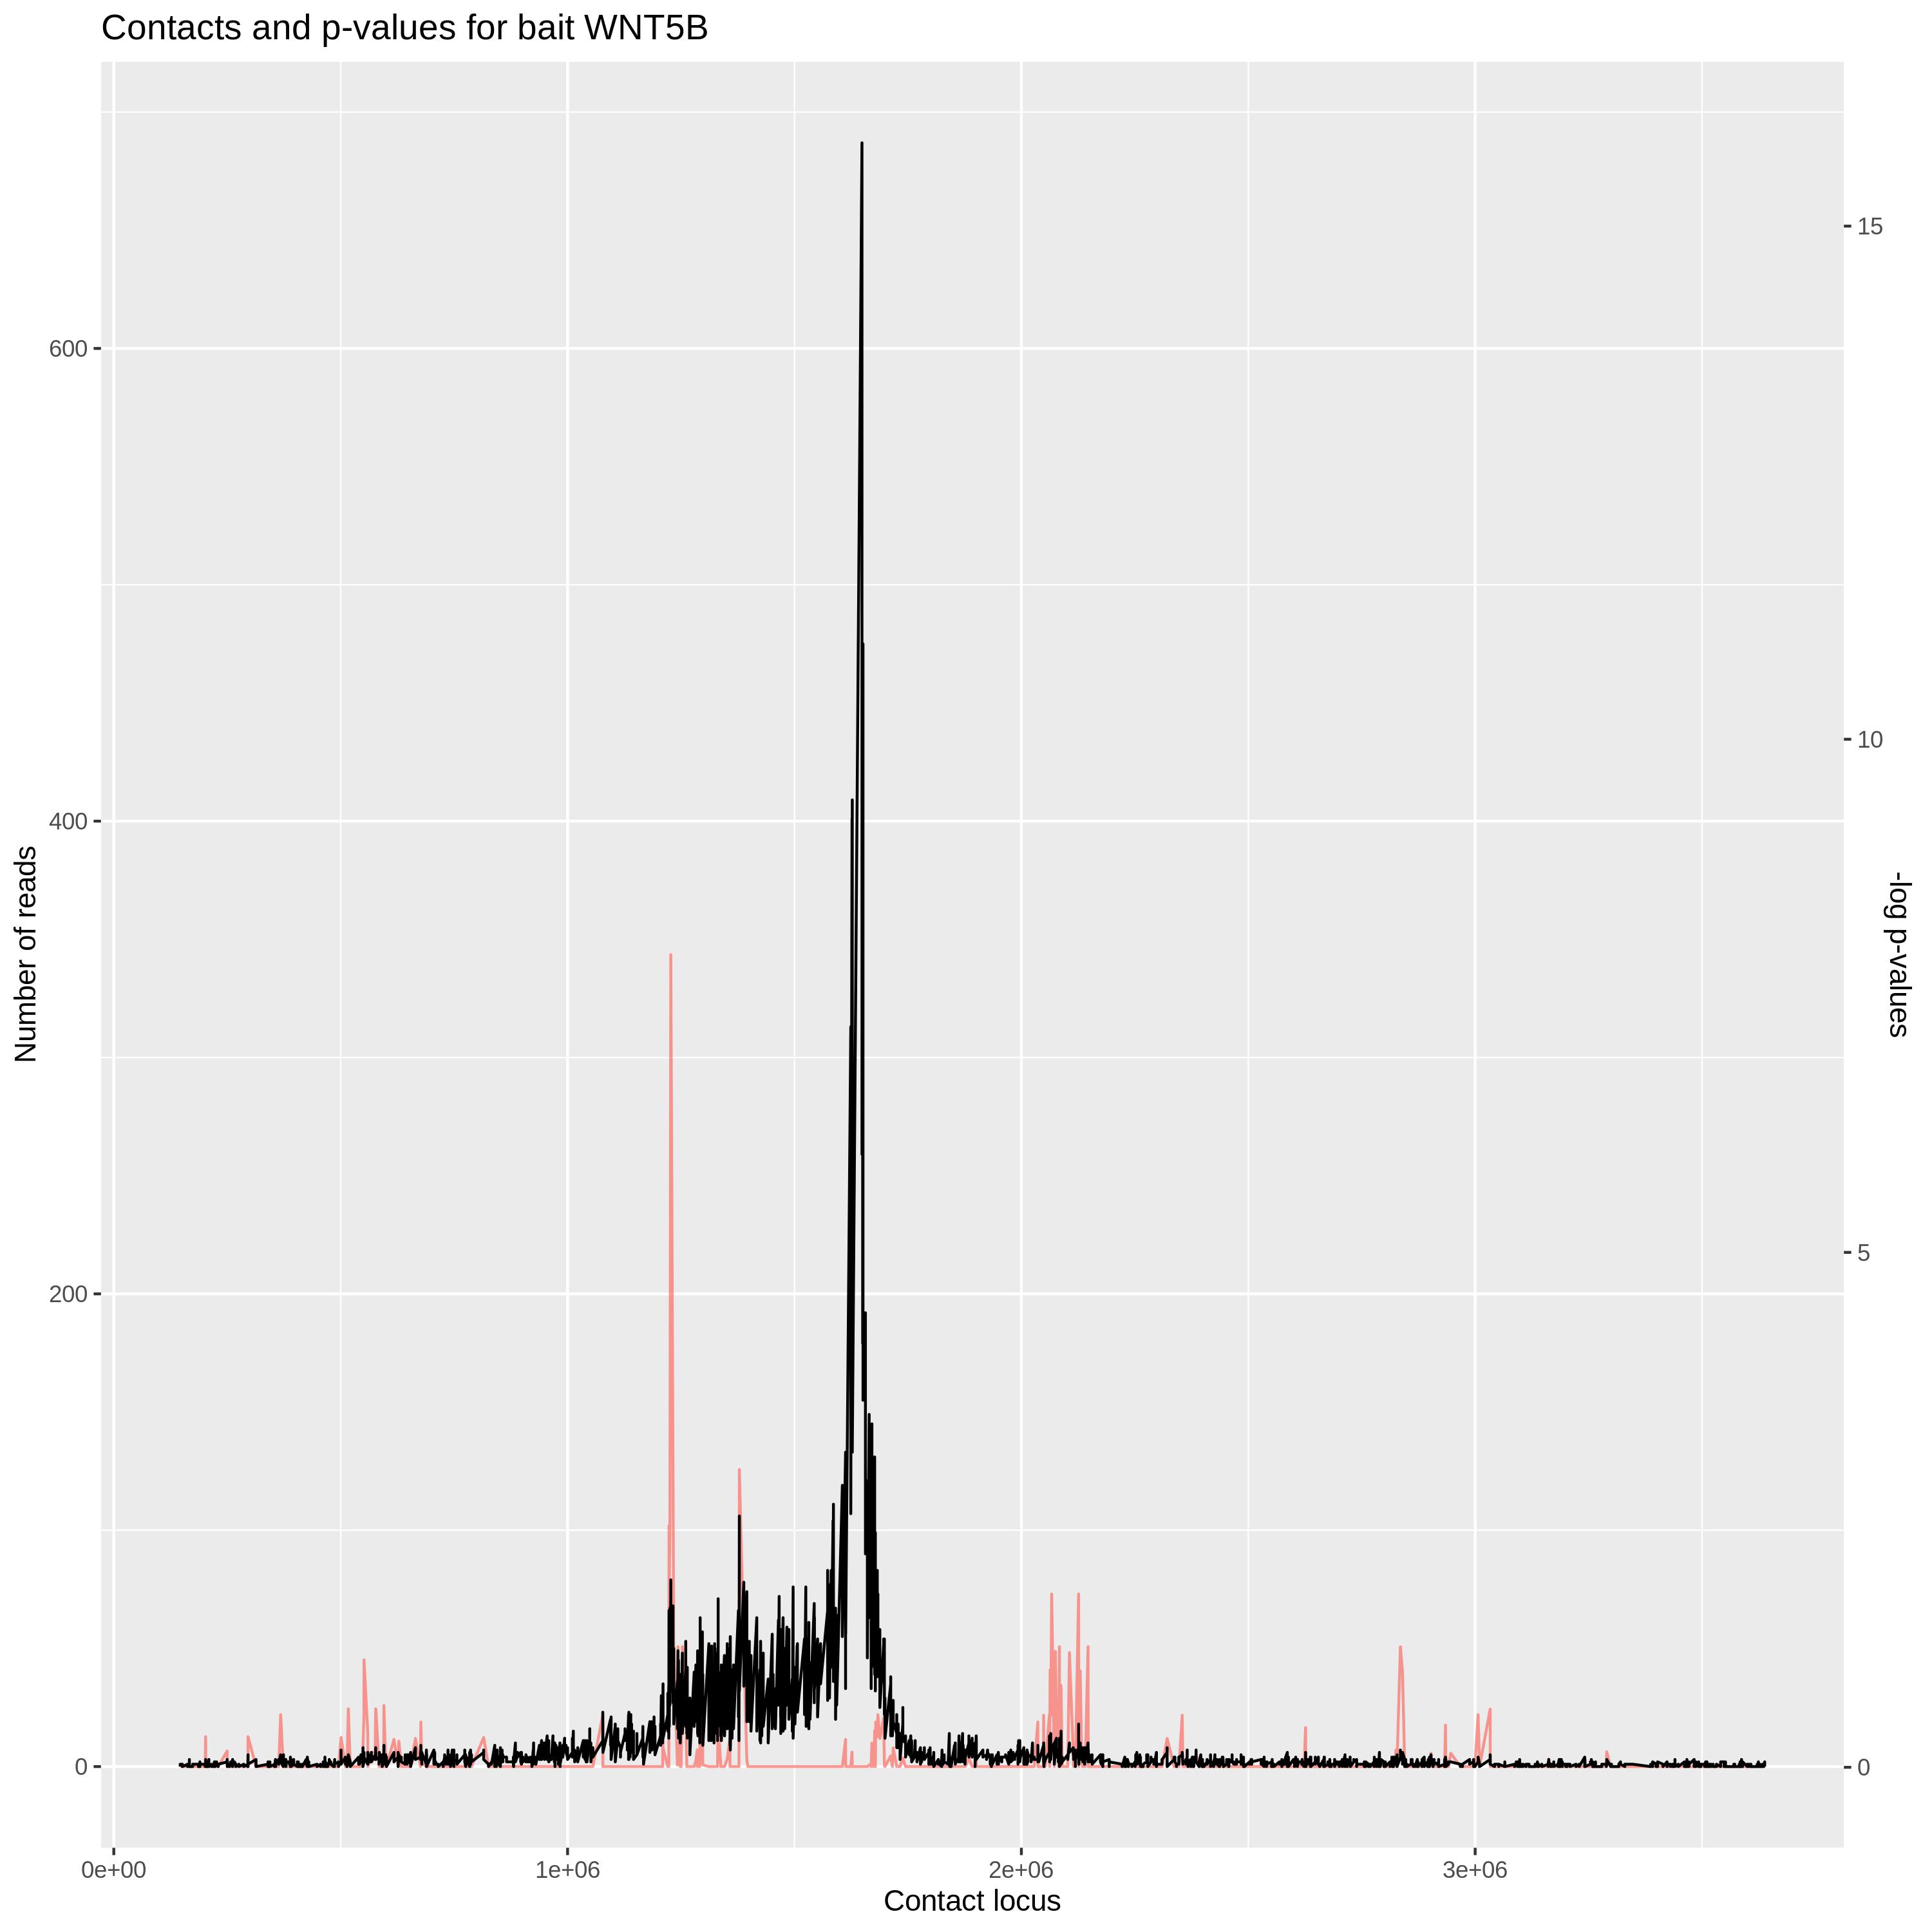 Contacts and p-values for bait WNT5B
Number of reads
600
400
200
0
15
10
5
0
-log p-values
0e+00
1e+06
2e+06
3e+06
Contact locus